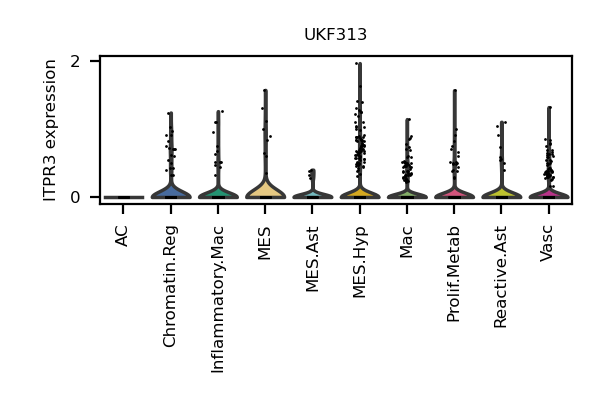 UKF313
ITPR3 expression
2
0
AC
Chromatin.Reg
Inflammatory.Mac
MES
MES.Ast
MES.Hyp
Mac
Prolif.Metab
Reactive.Ast
Vasc